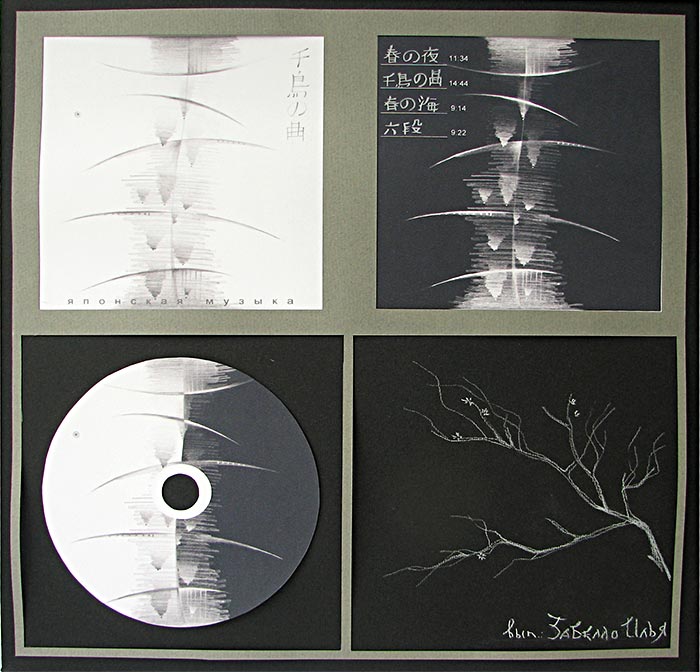 千鳥の曲
春の夜 11:34
千鳥の曲 14:44
春の海 9:14
六段 9:22
японская музыка
вып.: Забелло Илья